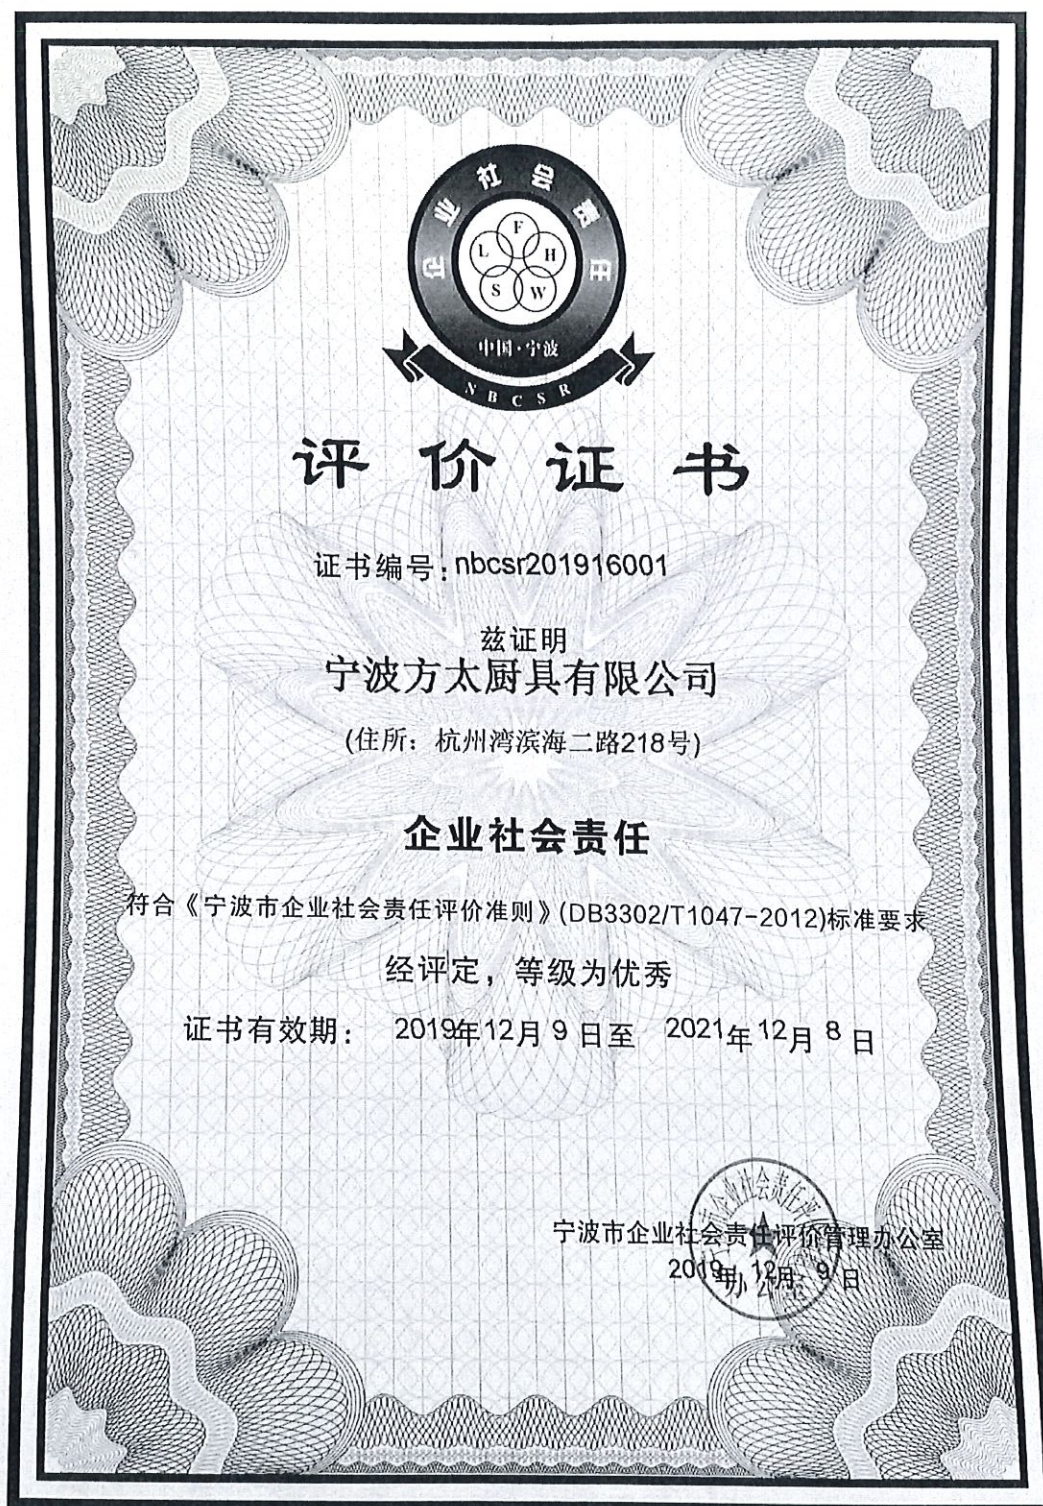 企业社会责任
F
L H
S W
中国·宁波
NBCSR
评价证书
证书编号：nbcsr201916001
兹证明
宁波方太厨具有限公司
(住所：杭州湾滨海二路218号)
企业社会责任
符合《宁波市企业社会责任评价准则》(DB3302/T1047-2012)标准要求
经评定，等级为优秀
证书有效期： 2019年12月9日至 2021年12月8日
宁波市企业社会责任评价管理办公室
2019年12月9日